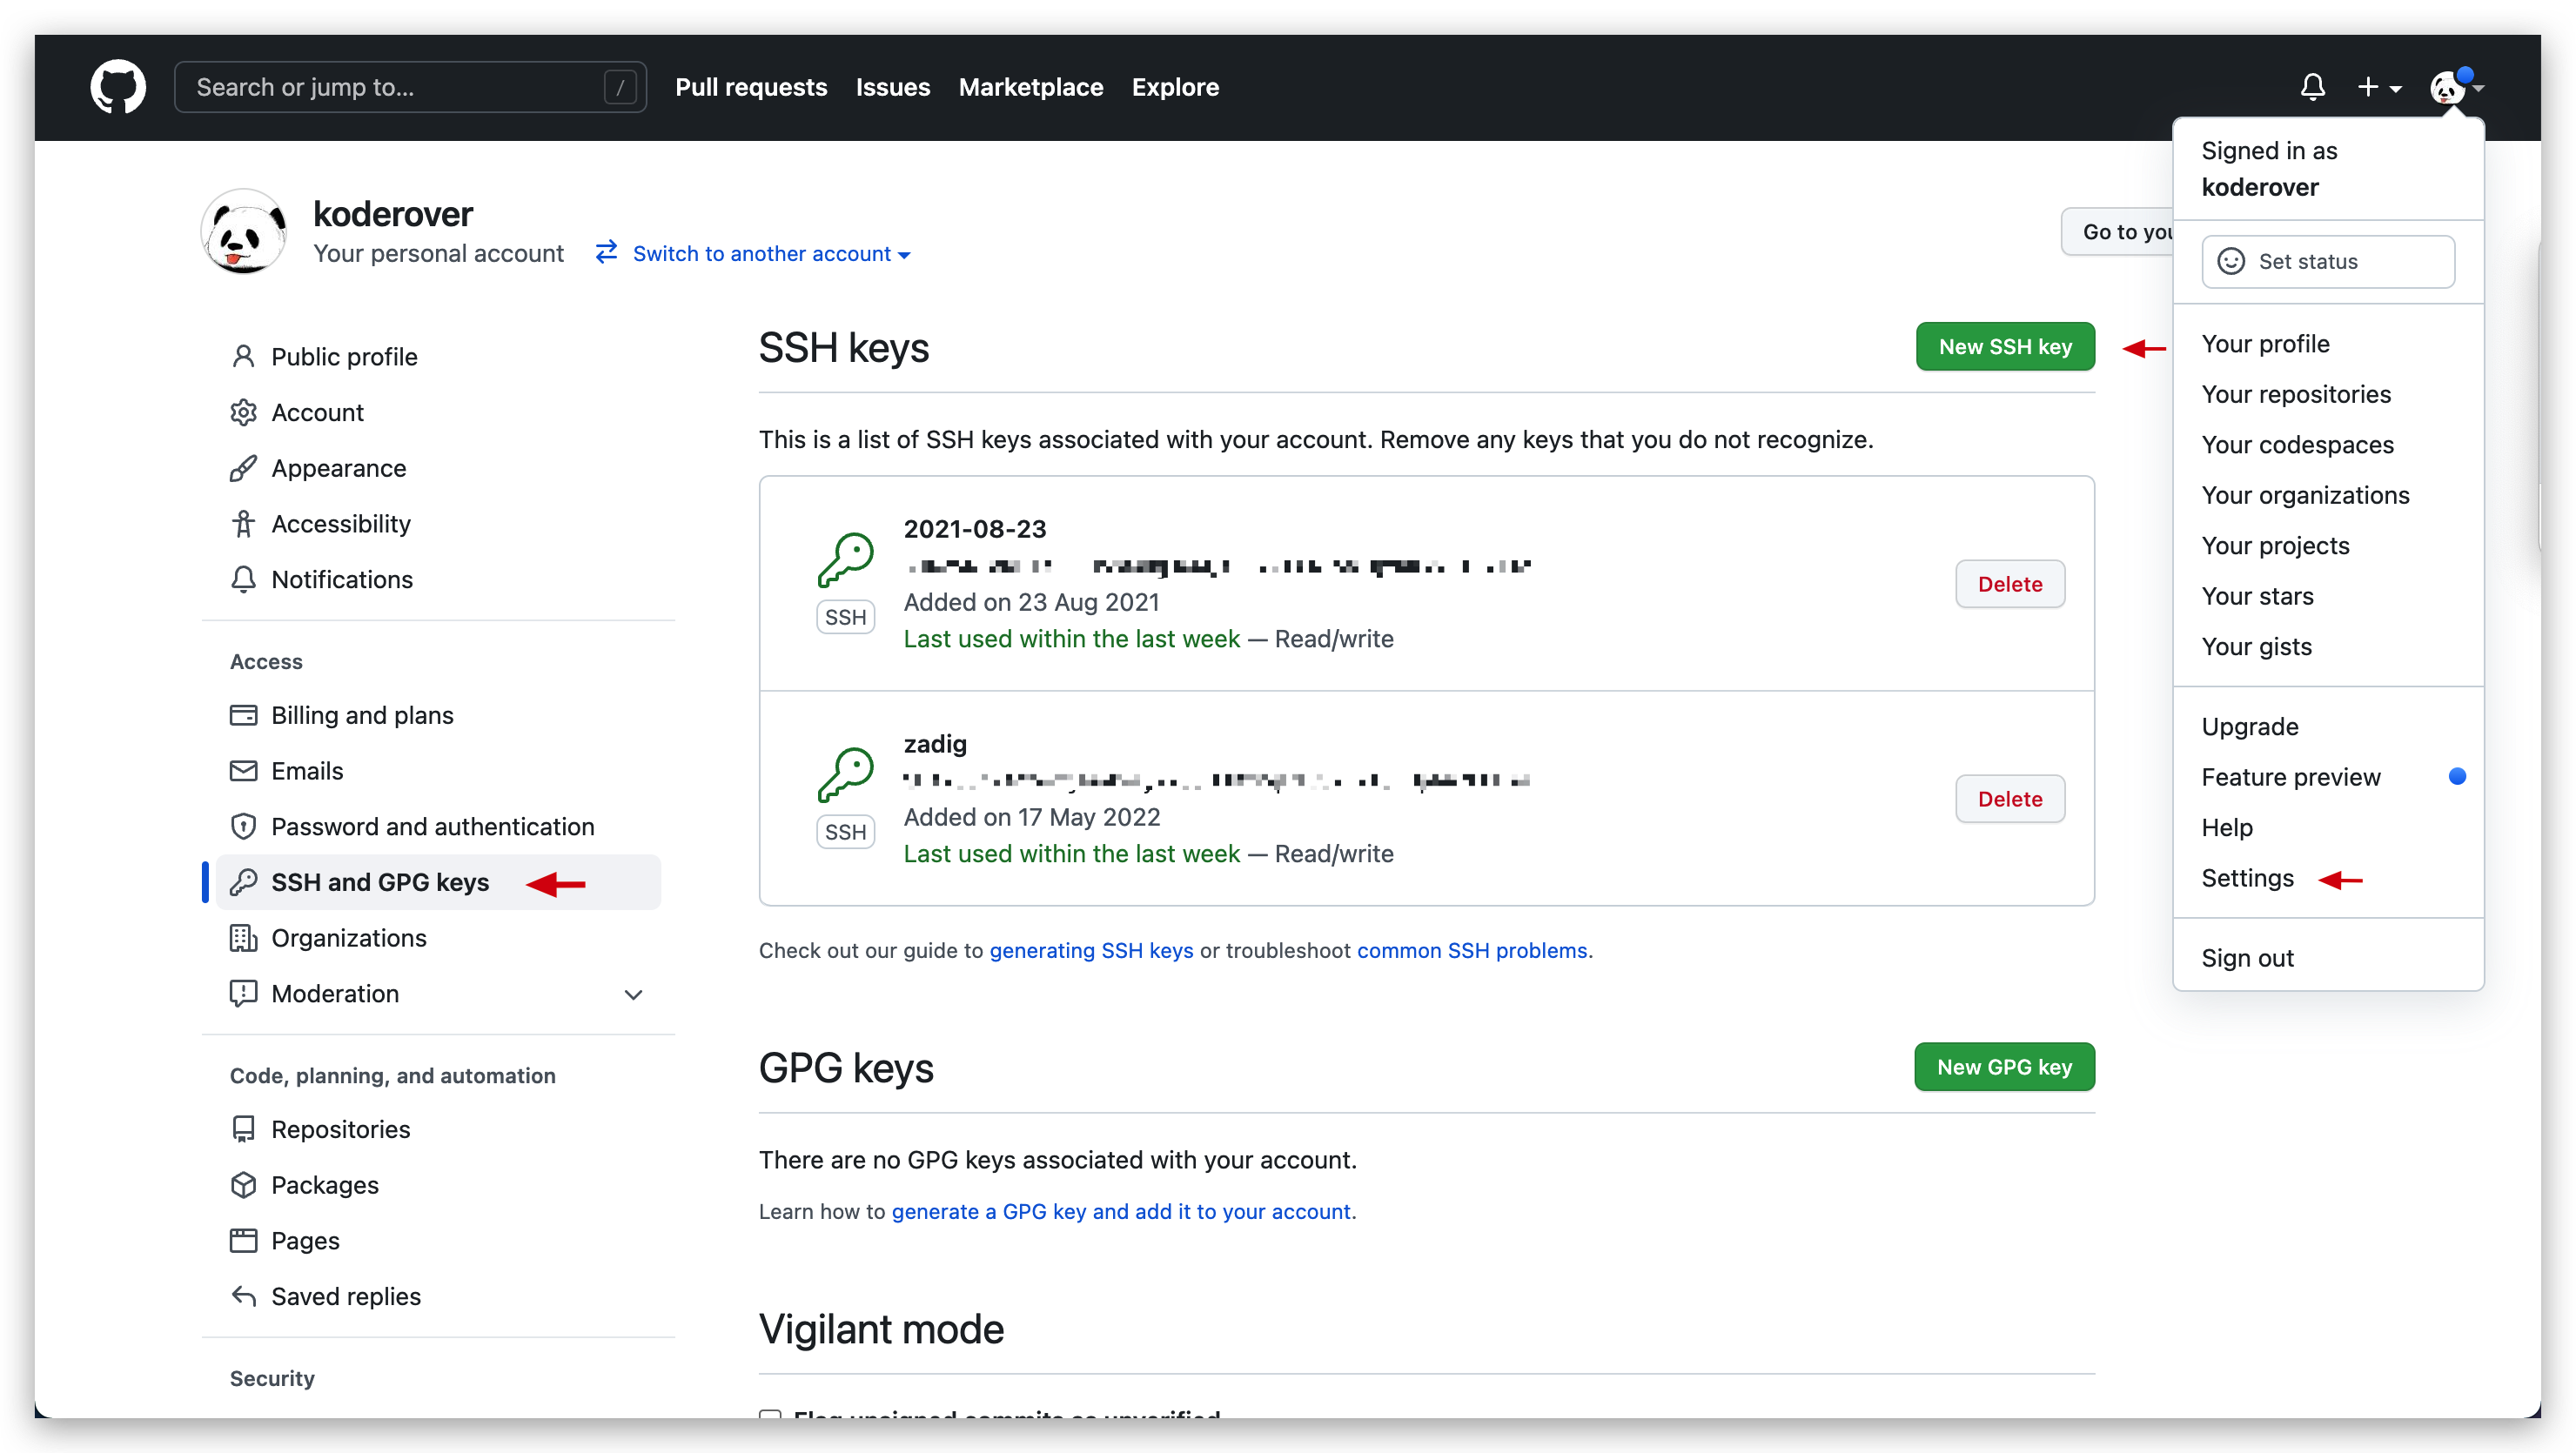 Search or jump to...
/
Pull requests
Issues
Marketplace
Explore
koderover
Your personal account
Switch to another account
Go to you
Signed in as
koderover
Set status
Your profile
Your repositories
Your codespaces
Your organizations
Your projects
Your stars
Your gists
Upgrade
Feature preview
Help
Settings
Sign out
Public profile
Account
Appearance
Accessibility
Notifications
Access
Billing and plans
Emails
Password and authentication
SSH and GPG keys
Organizations
Moderation
Code, planning, and automation
Repositories
Packages
Pages
Saved replies
Security
SSH keys
New SSH key
This is a list of SSH keys associated with your account. Remove any keys that you do not recognize.
2021-08-23
SSH
Added on 23 Aug 2021
Last used within the last week — Read/write
Delete
zadig
SSH
Added on 17 May 2022
Last used within the last week — Read/write
Delete
Check out our guide to generating SSH keys or troubleshoot common SSH problems.
GPG keys
New GPG key
There are no GPG keys associated with your account.
Learn how to generate a GPG key and add it to your account.
Vigilant mode
Flag unsigned commits as unverified